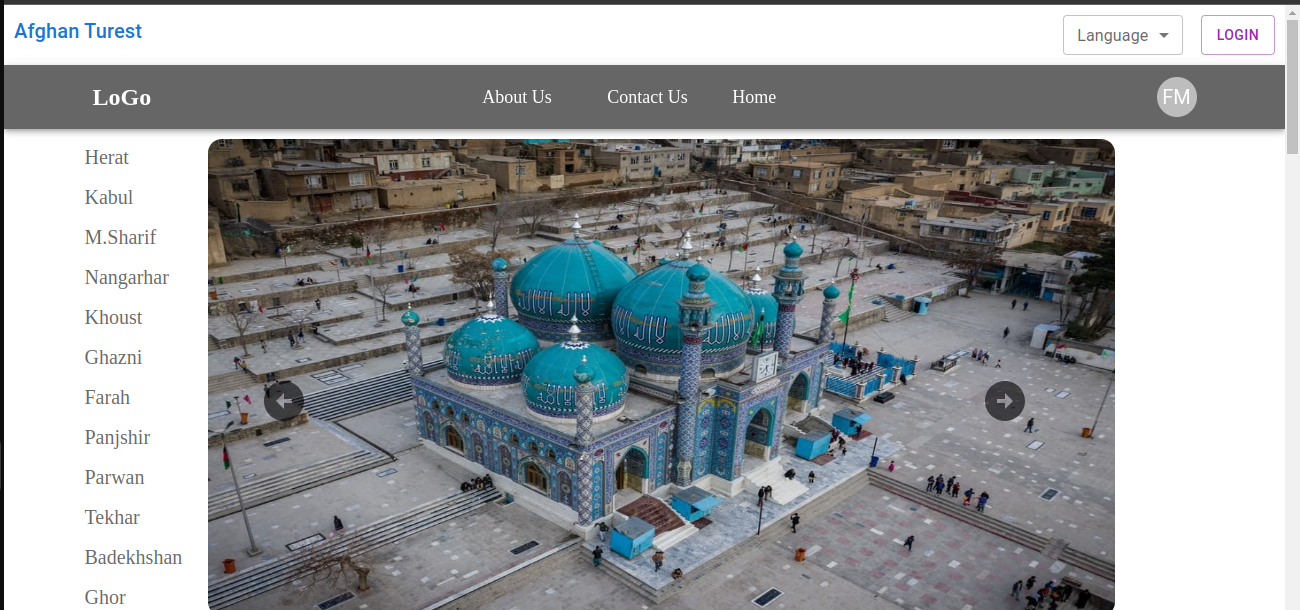 Afghan Turest
Language
LOGIN
LoGo
About Us
Contact Us
Home
FM
Herat
Kabul
M.Sharif
Nangarhar
Khoust
Ghazni
Farah
Panjshir
Parwan
Tekhar
Badekhshan
Ghor